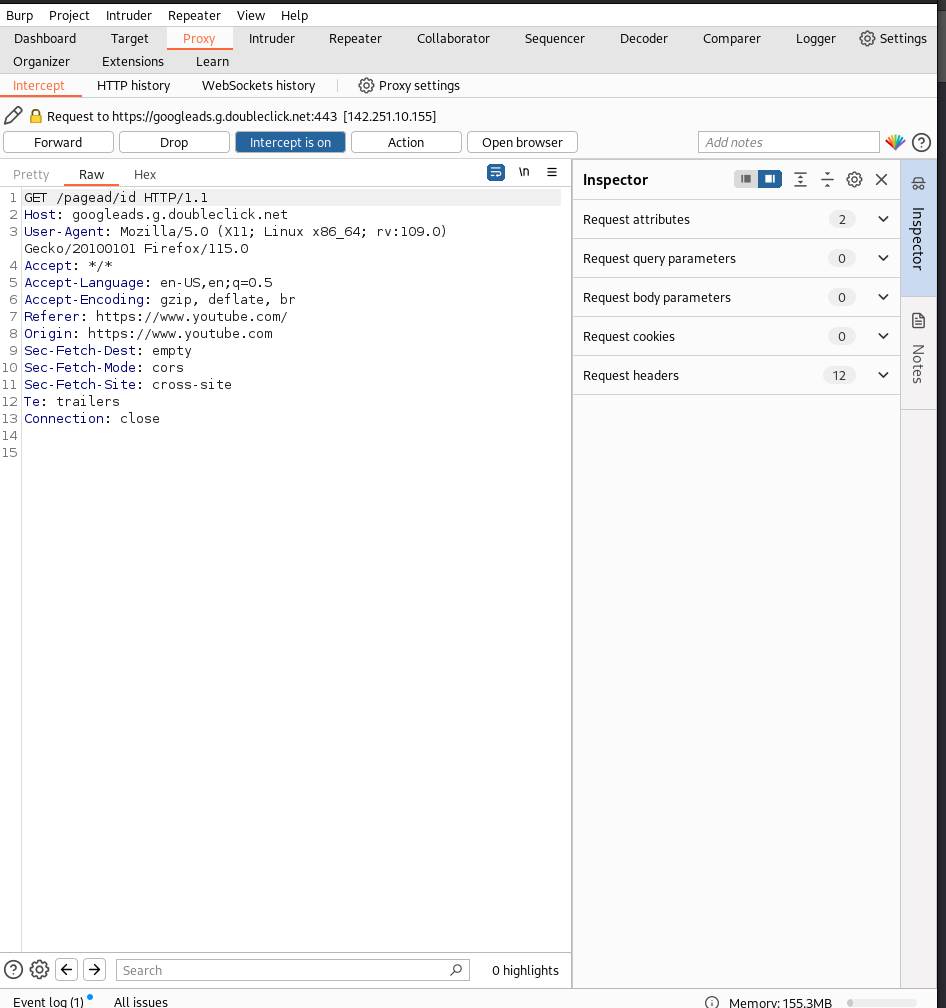 Burp Project Intruder Repeater View Help
Dashboard Target Proxy Intruder Repeater Collaborator Sequencer Decoder Comparer Logger Settings
Organizer Extensions Learn
Intercept HTTP history WebSockets history Proxy settings
Request to https://googleads.g.doubleclick.net:443 [142.251.10.155]
Forward Drop Intercept is on Action Open browser Add notes
Pretty Raw Hex \n
1 GET /pagead/id HTTP/1.1
2 Host: googleads.g.doubleclick.net
3 User-Agent: Mozilla/5.0 (X11; Linux x86_64; rv:109.0)
Gecko/20100101 Firefox/115.0
4 Accept: */*
5 Accept-Language: en-US,en;q=0.5
6 Accept-Encoding: gzip, deflate, br
7 Referer: https://www.youtube.com/
8 Origin: https://www.youtube.com
9 Sec-Fetch-Dest: empty
10 Sec-Fetch-Mode: cors
11 Sec-Fetch-Site: cross-site
12 Te: trailers
13 Connection: close
14
15
Inspector
Request attributes 2
Request query parameters 0
Request body parameters 0
Request cookies 0
Request headers 12
Inspector
Notes
Search 0 highlights
Event log (1) All issues Memory: 155.3MB